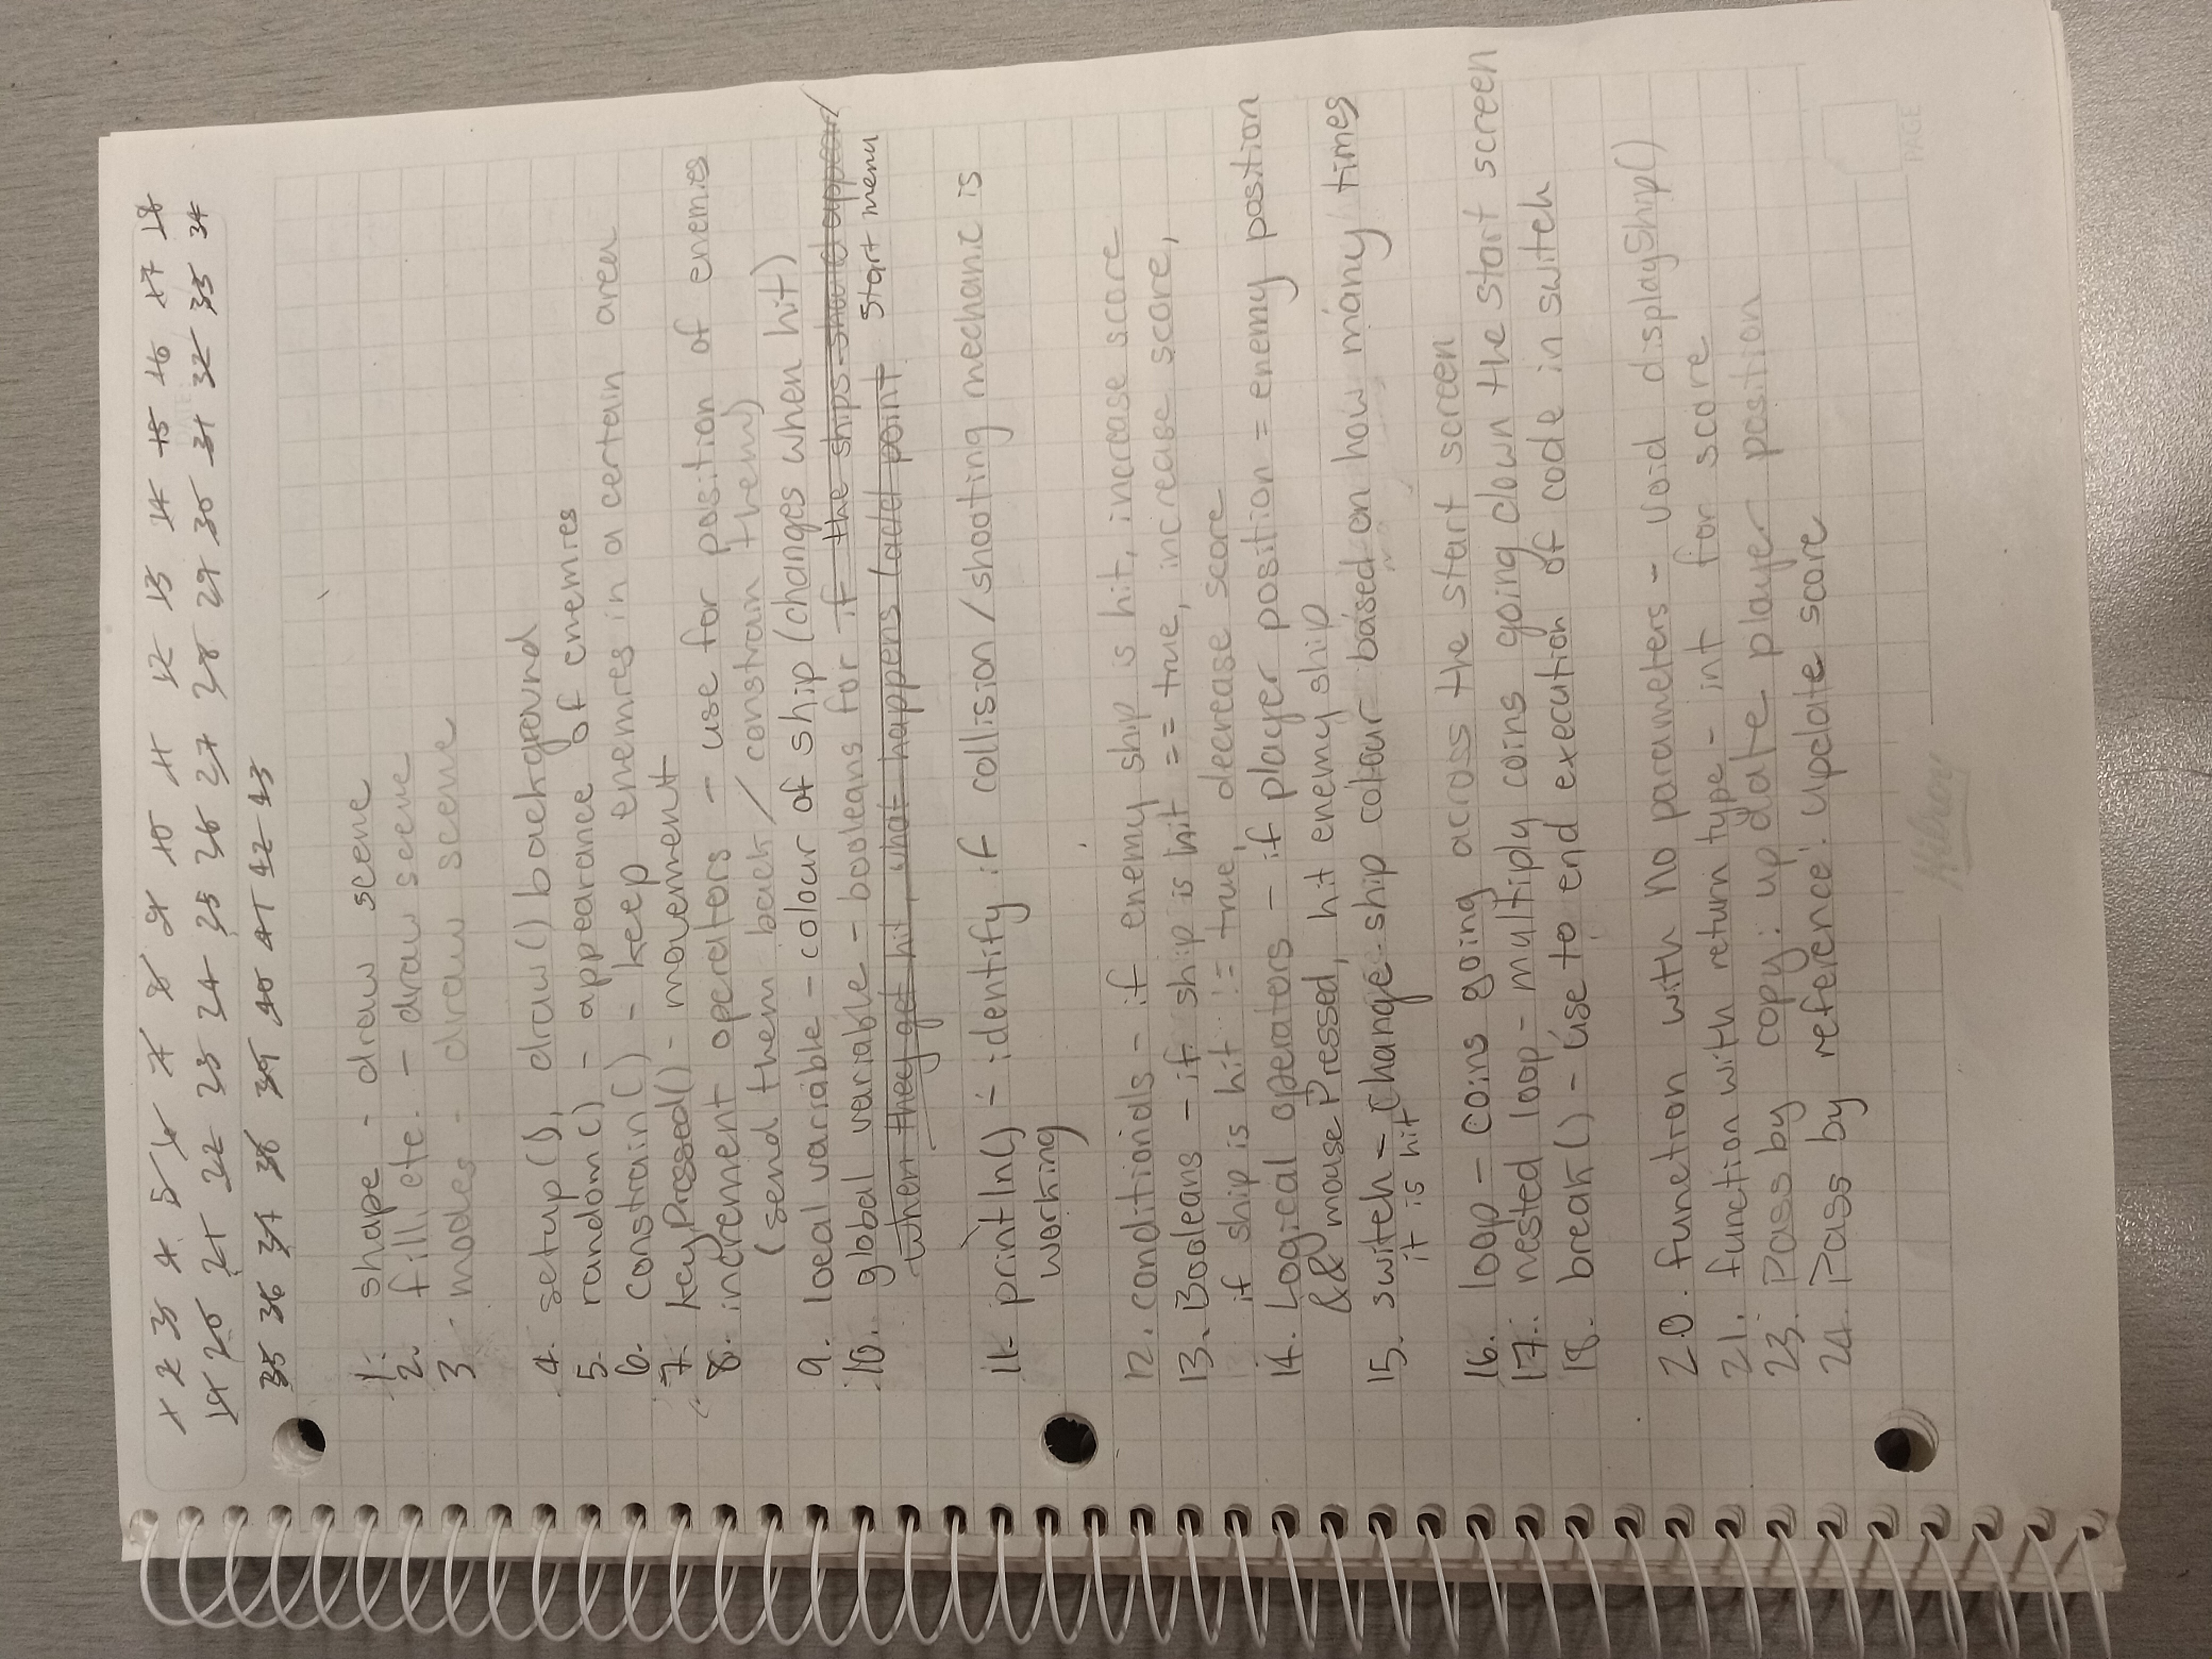 1 2 3 4 5 6 7 8 9 10 11 12 13 14 15 16 17 18
19 20 21 22 23 24 25 26 27 28 29 30 31 32 33 34
35 36 37 38 39 40 41 42 43
1. shape - draw scene
2. fill, etc. - draw scene
3 - modes - draw scene
4. setup(), draw() background
5. random() - appearance of enemies
6. constrain() - keep enemies in a certain area
7. keyPressed() - movement
8. increment operators - use for position of enemies
(send them back / constrain them)
9. local variable - colour of ship (changes when hit)
10. global variable - booleans for if the ships should appear/
when they get hit, what happens (add point start menu
11. println() - identify if collision / shooting mechanic is
working
12. conditionals - if enemy ship is hit, increase score
13. Booleans - if ship is hit == true, increase score,
if ship is hit != true, decrease score
14. Logical operators - if player position = enemy position
&& mousePressed, hit enemy ship
15. switch - change ship colour based on how many times
it is hit
16. loop - coins going across the start screen
17. nested loop - multiply coins going down the start screen
18. break() - use to end execution of code in switch
20. function with no parameters - void displayShip()
21. function with return type - int for score
23. Pass by copy: update player position
24. Pass by reference: update score
Kilroy
PAGE